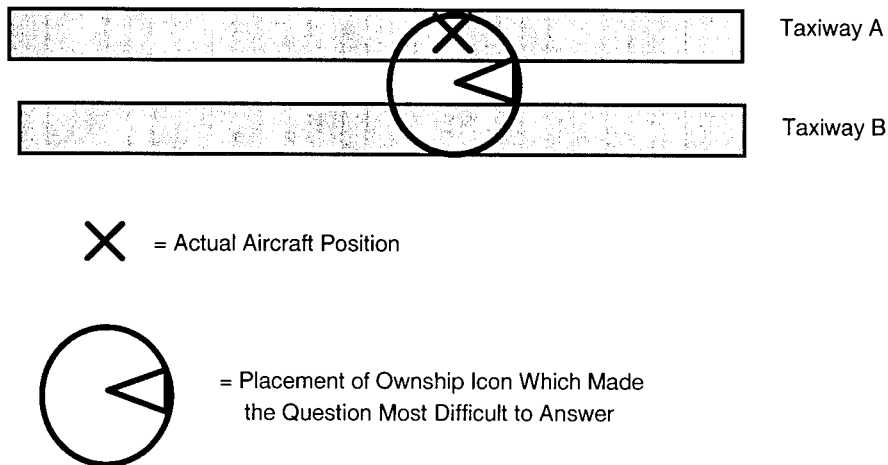 Taxiway A
Taxiway B
= Actual Aircraft Position
= Placement of Ownship Icon Which Made
the Question Most Difficult to Answer